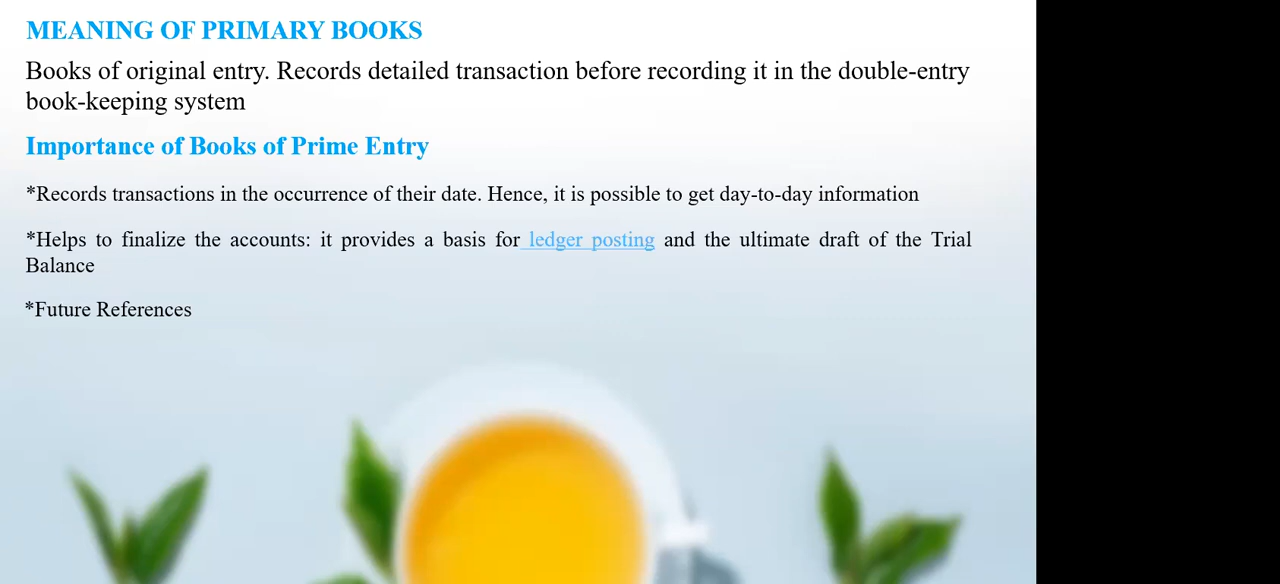 MEANING OF PRIMARY BOOKS
Books of original entry. Records detailed transaction before recording it in the double-entry
book-keeping system
Importance of Books of Prime Entry
*Records transactions in the occurrence of their date. Hence, it is possible to get day-to-day information
*Helps to finalize the accounts: it provides a basis for ledger posting and the ultimate draft of the Trial
Balance
*Future References